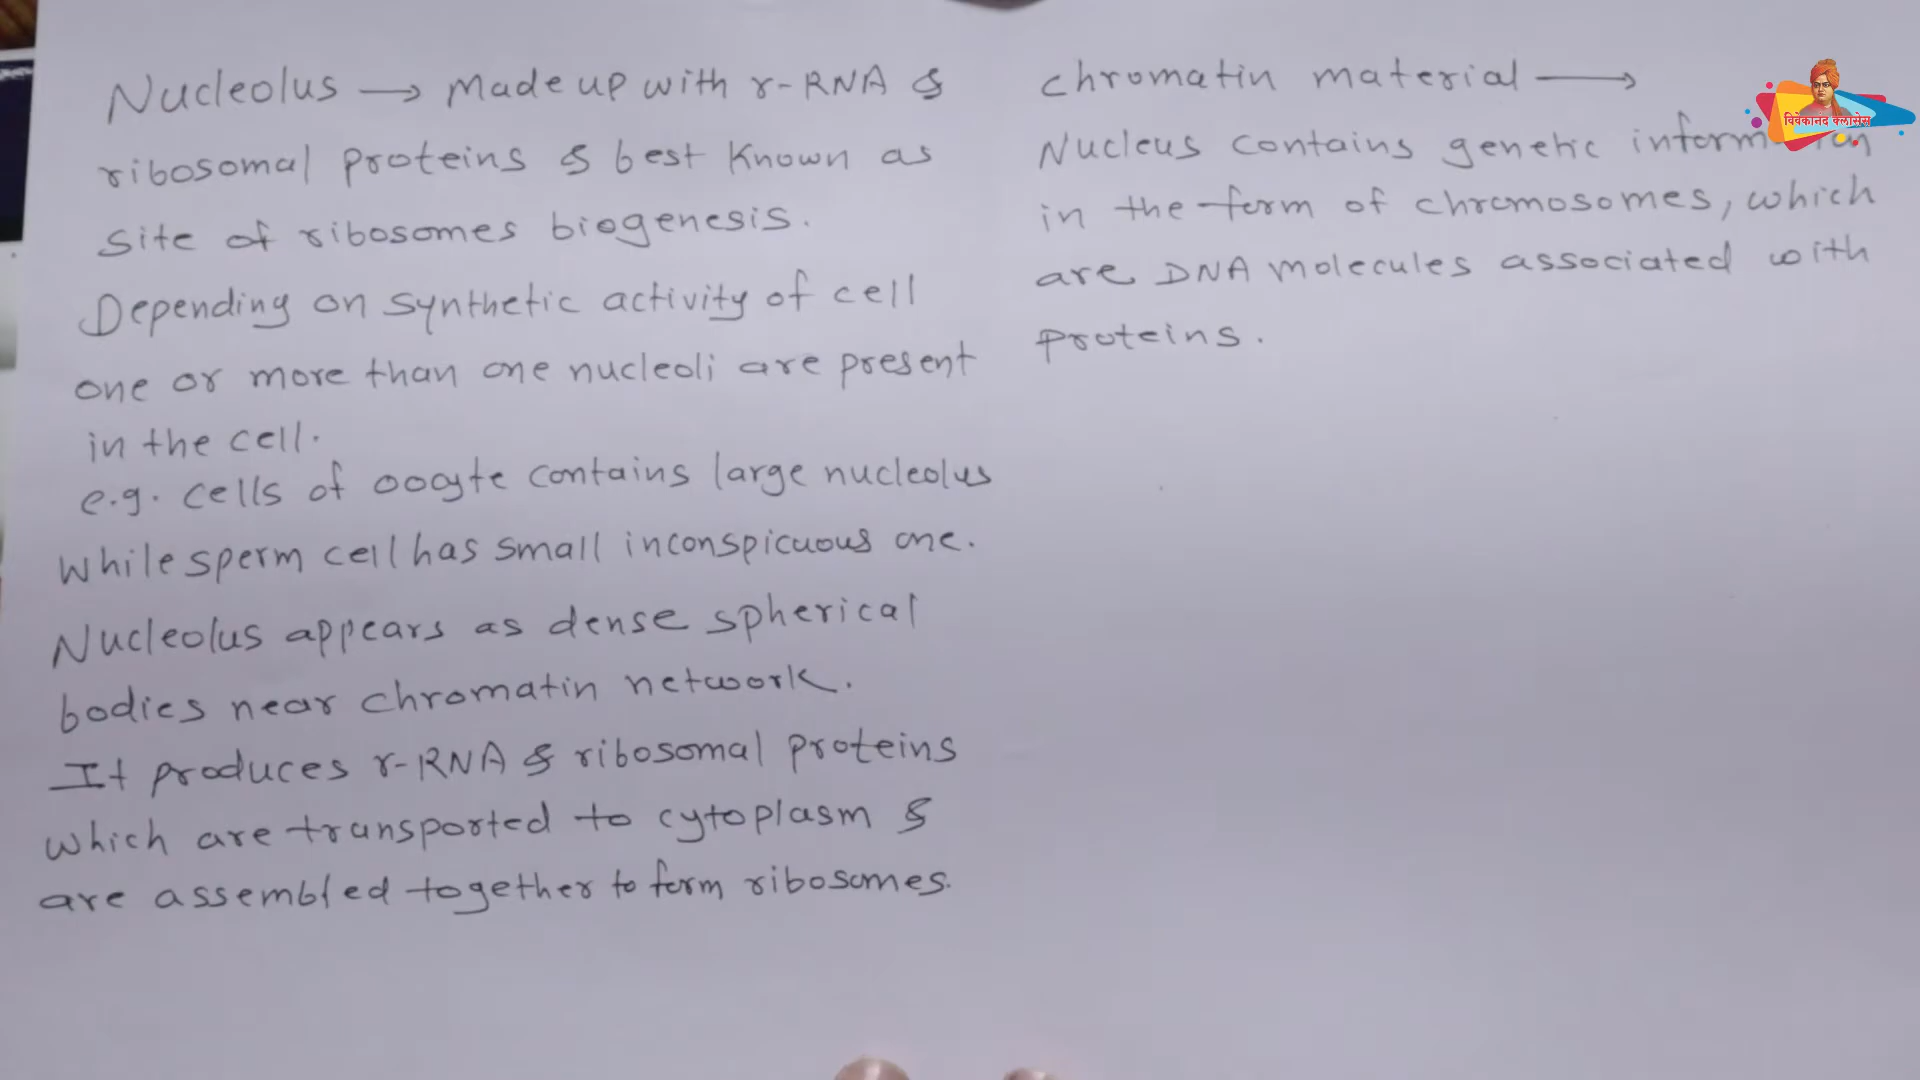 Nucleolus → Made up with r-RNA &
ribosomal proteins & best known as
site of ribosomes biogenesis.
Depending on synthetic activity of cell
one or more than one nucleoli are present
in the cell.
e.g. cells of oocyte contains large nucleolus
while sperm cell has small inconspicuous one.
Nucleolus appears as dense spherical
bodies near chromatin network.
It produces r-RNA & ribosomal proteins
which are transported to cytoplasm &
are assembled together to form ribosomes.
chromatin material →
Nucleus contains genetic information
in the form of chromosomes, which
are DNA molecules associated with
proteins.
विवेकानंद क्लासेस